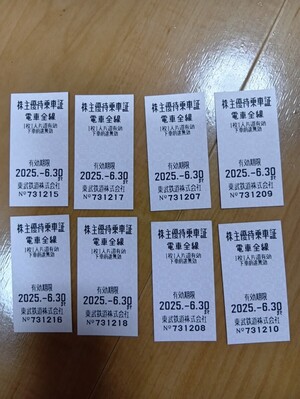 株主優待乗車証
電車全線
1枚1人片道有効
下車前途無効
有効期限
2025.-6.30
東武鉄道株式会社
Nº731215
株主優待乗車証
電車全線
1枚1人片道有効
下車前途無効
有効期限
2025.-6.30
東武鉄道株式会社
Nº731217
株主優待乗車証
電車全線
1枚1人片道有効
下車前途無効
有効期限
2025.-6.30
東武鉄道株式会社
Nº731207
株主優待乗車証
電車全線
1枚1人片道有効
下車前途無効
有効期限
2025.-6.30
東武鉄道株式会社
Nº731209
株主優待乗車証
電車全線
1枚1人片道有効
下車前途無効
有効期限
2025.-6.30
東武鉄道株式会社
Nº731216
株主優待乗車証
電車全線
1枚1人片道有効
下車前途無効
有効期限
2025.-6.30
東武鉄道株式会社
Nº731218
株主優待乗車証
電車全線
1枚1人片道有効
下車前途無効
有効期限
2025.-6.30
東武鉄道株式会社
Nº731208
株主優待乗車証
電車全線
1枚1人片道有効
下車前途無効
有効期限
2025.-6.30
東武鉄道株式会社
Nº731210